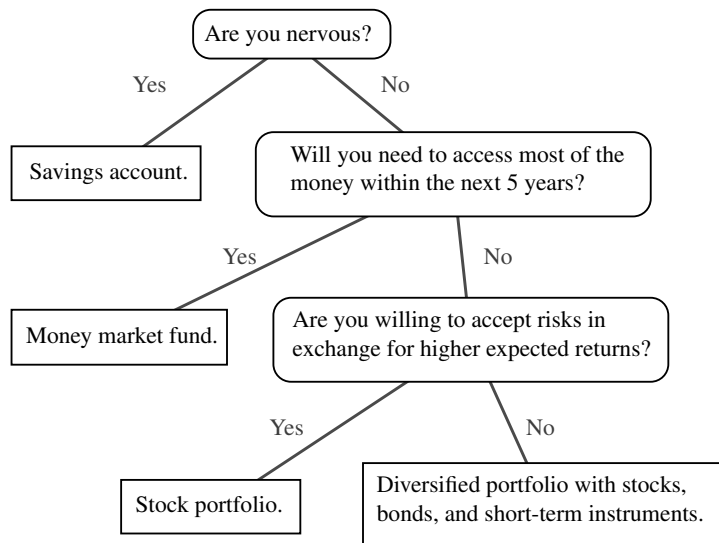 Are you nervous?
Yes
No
Savings account.
Will you need to access most of the
money within the next 5 years?
Yes
No
Money market fund.
Are you willing to accept risks in
exchange for higher expected returns?
Yes
No
Stock portfolio.
Diversified portfolio with stocks,
bonds, and short-term instruments.